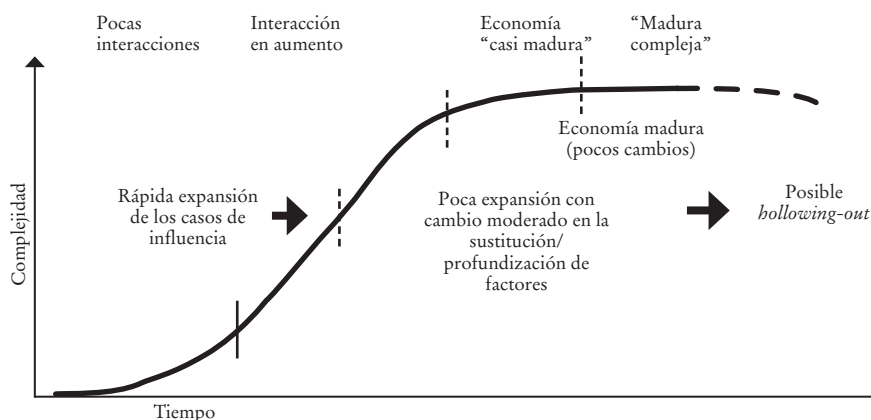 Pocas
interacciones
Interacción
en aumento
Economía
“casi madura”
“Madura
compleja”
Economía madura
(pocos cambios)
Rápida expansión
de los casos de
influencia
Poca expansión con
cambio moderado en la
sustitución/
profundización de
factores
Posible
hollowing-out
Complejidad
Tiempo